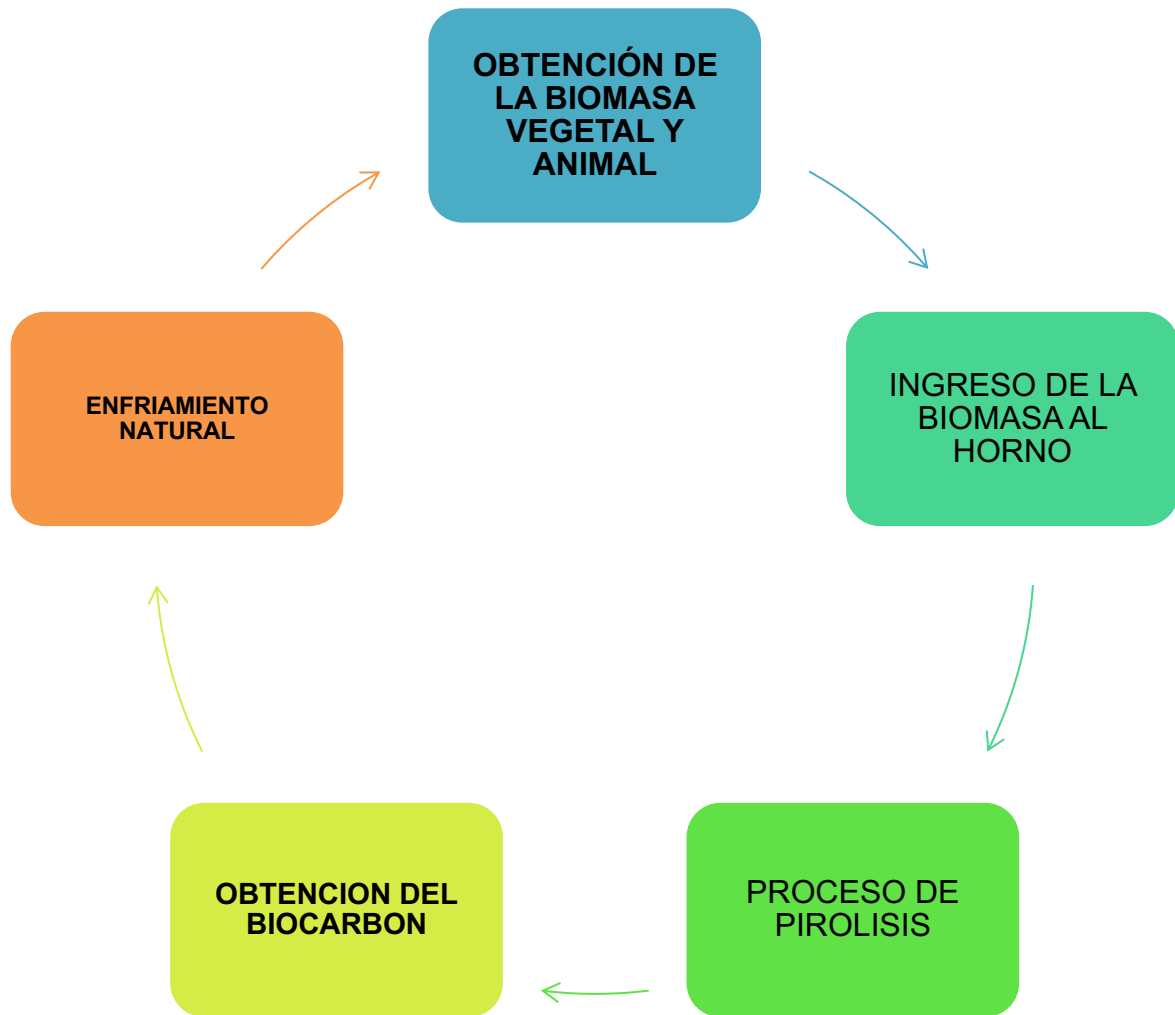 OBTENCIÓN DE
LA BIOMASA
VEGETAL Y
ANIMAL
INGRESO DE LA
BIOMASA AL
HORNO
PROCESO DE
PIROLISIS
OBTENCION DEL
BIOCARBON
ENFRIAMIENTO
NATURAL